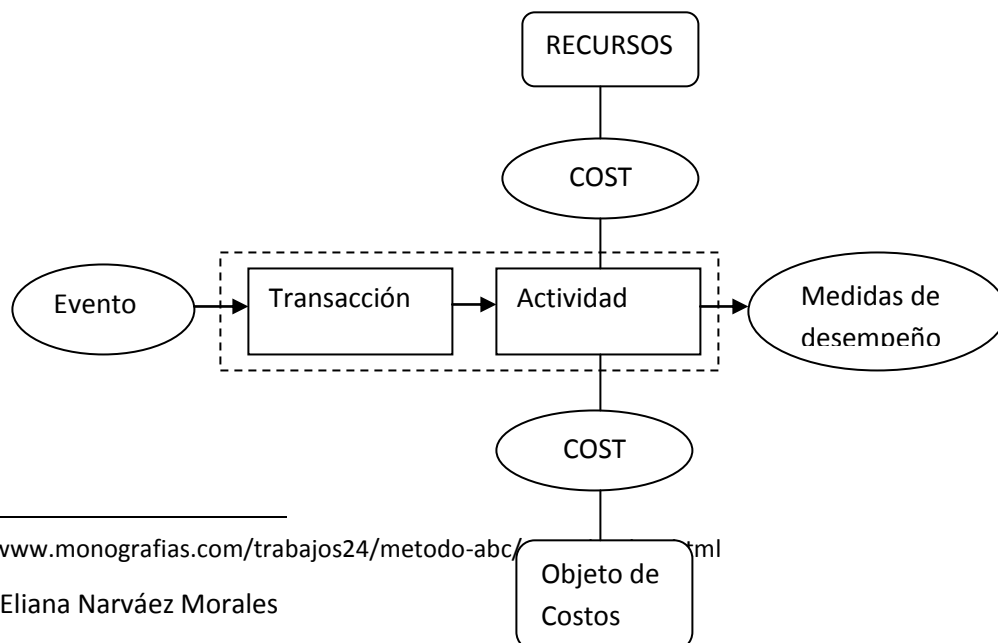 RECURSOS
COST
Evento
Transacción
Actividad
Medidas de
desempeño
COST
www.monografias.com/trabajos24/metodo-abc/
Objeto de
Costos
Eliana Narváez Morales